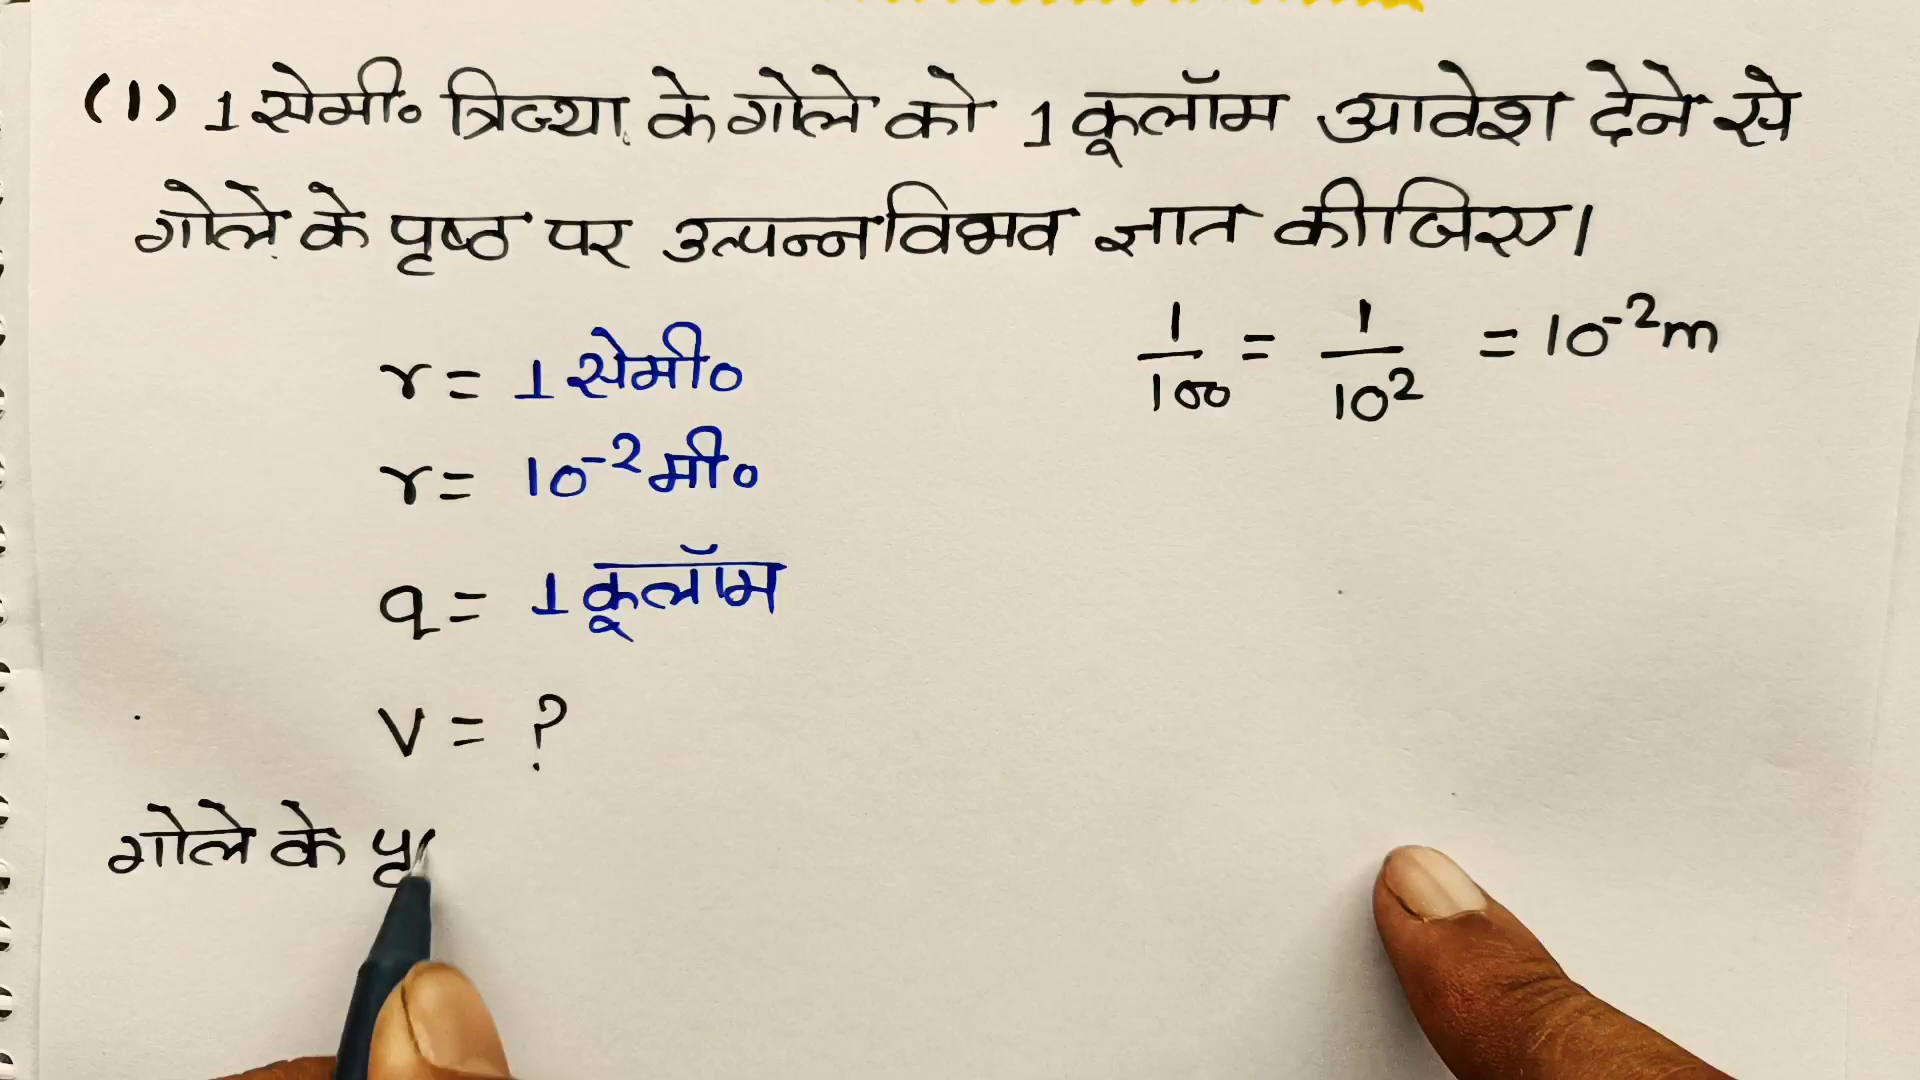 (1) 1 सेमी० त्रिज्या के गोले को 1 कूलॉम आवेश देने से
गोले के पृष्ठ पर उत्पन्न विभव ज्ञात कीजिए।
r = 1 सेमी०
1/100 = 1/10² = 10⁻² m
r = 10⁻² मी०
q = 1 कूलॉम
v = ?
गोले के पृ